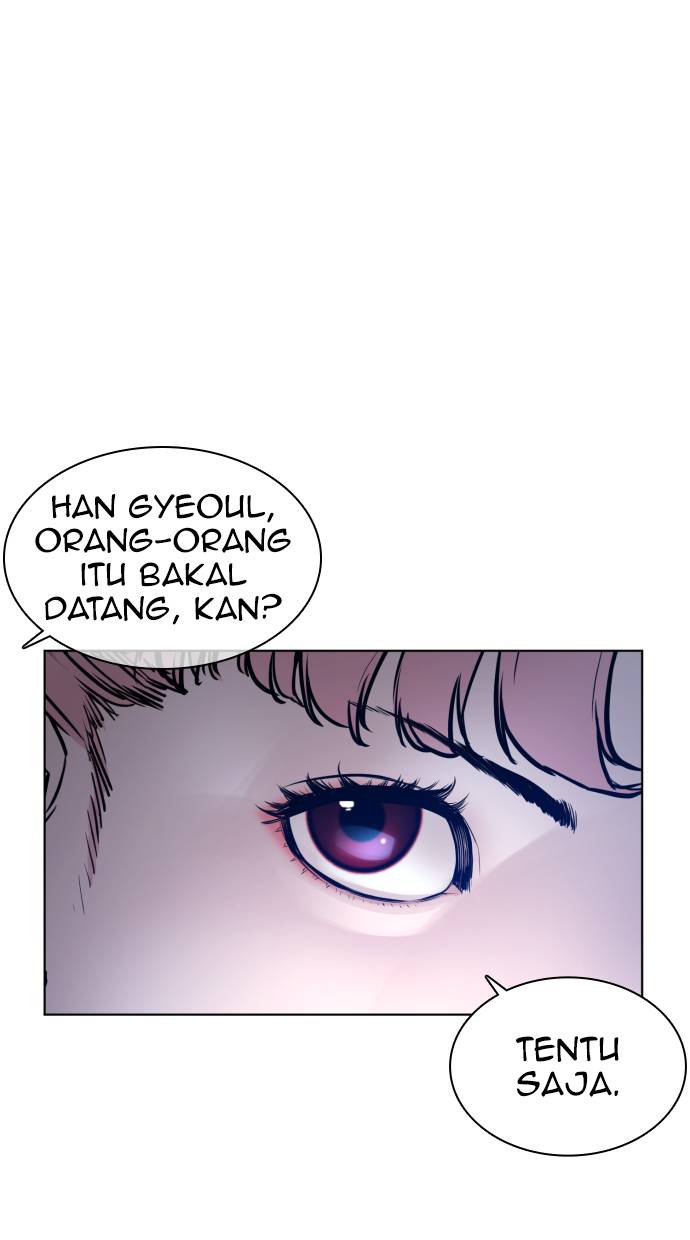 HAN GYEOUL,
ORANG-ORANG
ITU BAKAL
DATANG, KAN?
TENTU
SAJA.